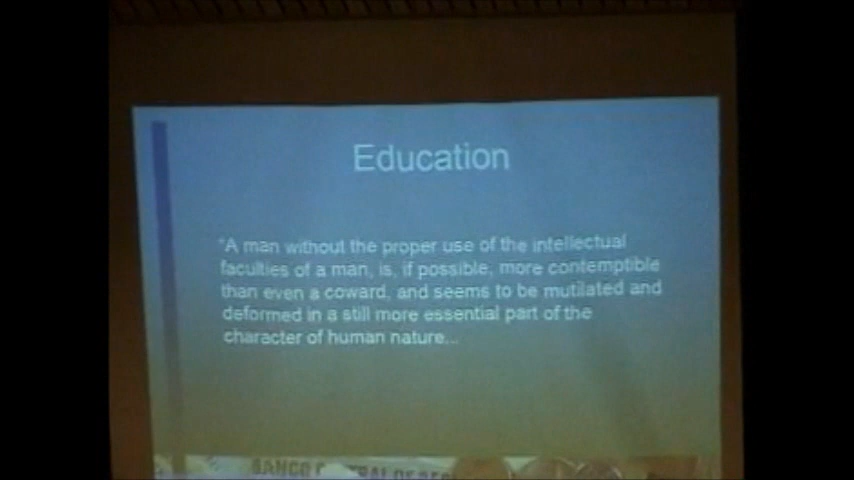 Education
"A man without the proper use of the intellectual
faculties of a man, is, if possible, more contemptible
than even a coward, and seems to be mutilated and
deformed in a still more essential part of the
character of human nature...
BANCO